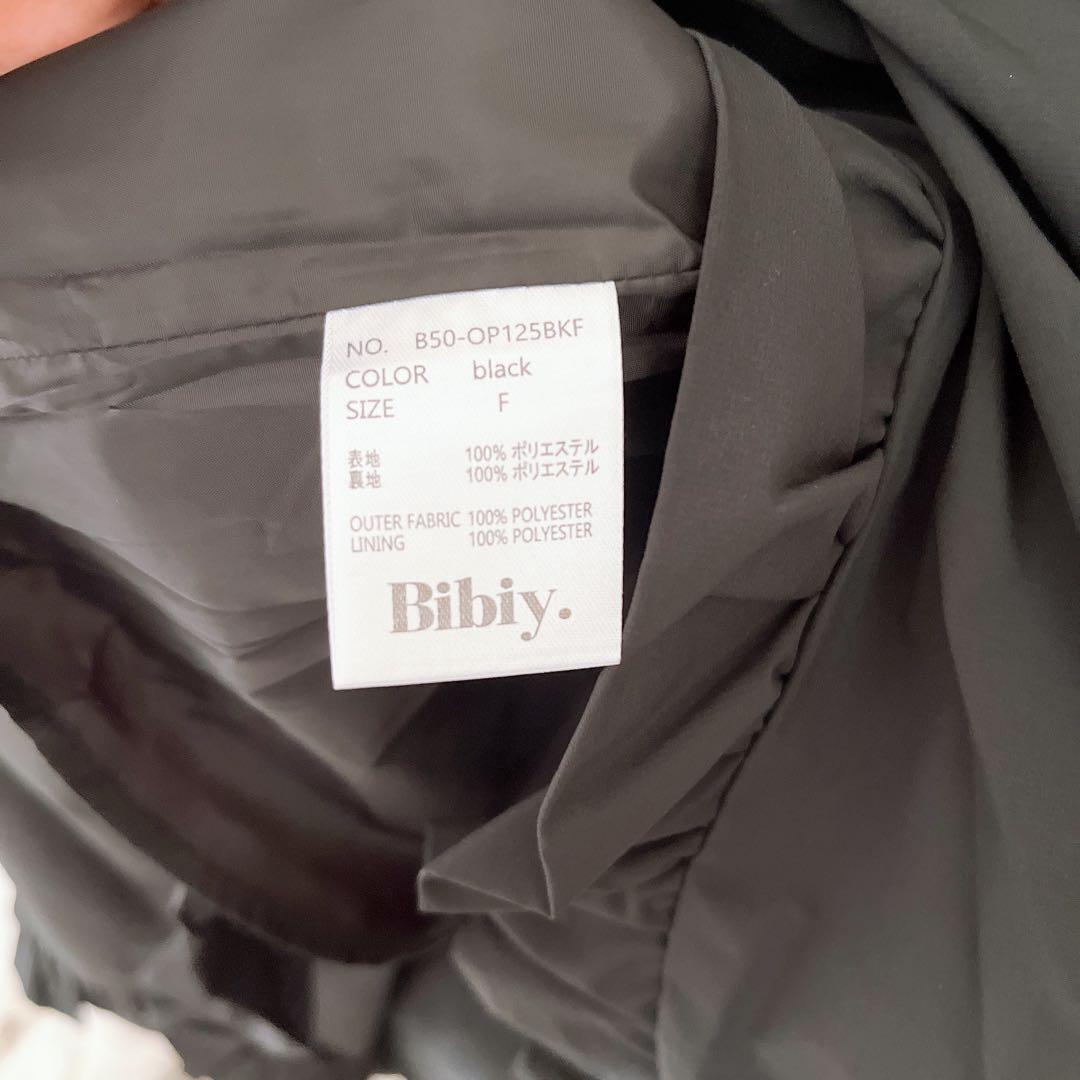 NO. B50-OP125BKF
COLOR black
SIZE F
表地 100% ポリエステル
裏地 100% ポリエステル
OUTER FABRIC 100% POLYESTER
LINING 100% POLYESTER
Bibiy.